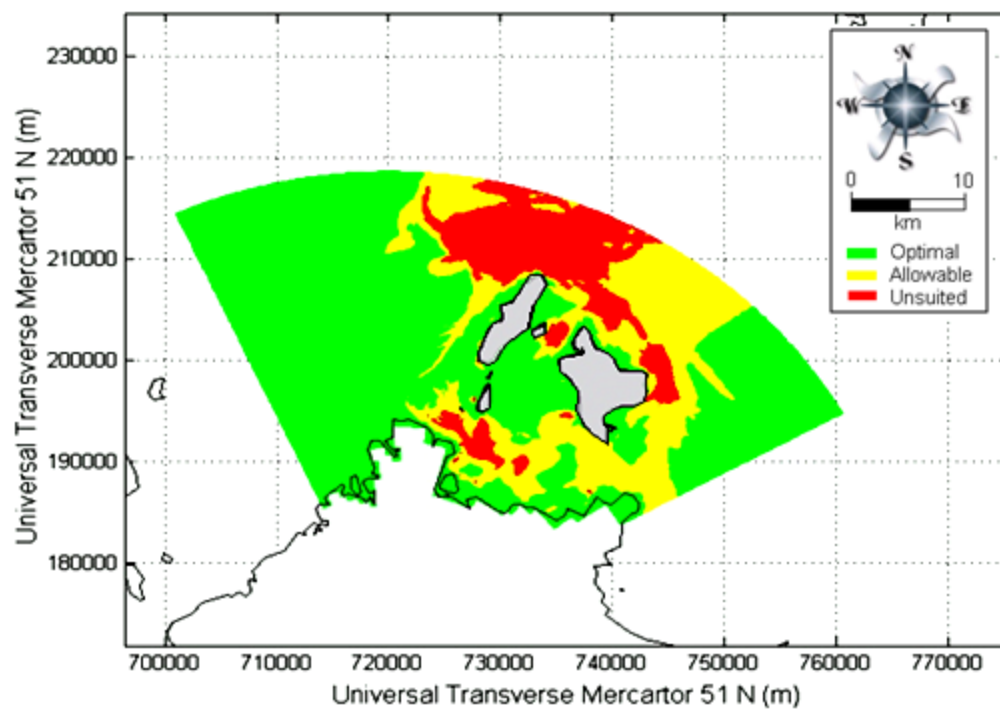 Universal Transverse Mercartor 51 N (m)
230000
220000
210000
200000
190000
180000
N
W E
S
0 10
km
Optimal
Allowable
Unsuited
700000 710000 720000 730000 740000 750000 760000 770000
Universal Transverse Mercartor 51 N (m)